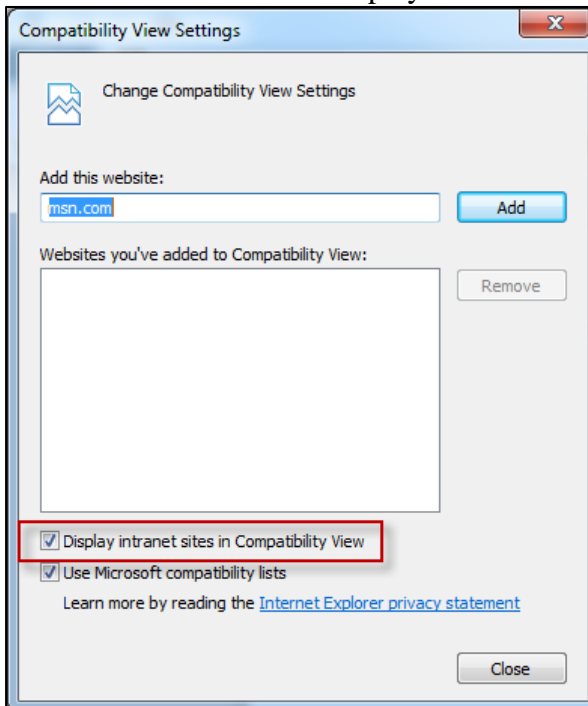 Compatibility View Settings
Change Compatibility View Settings
Add this website:
msn.com
Add
Websites you've added to Compatibility View:
Remove
Display intranet sites in Compatibility View
Use Microsoft compatibility lists
Learn more by reading the Internet Explorer privacy statement
Close